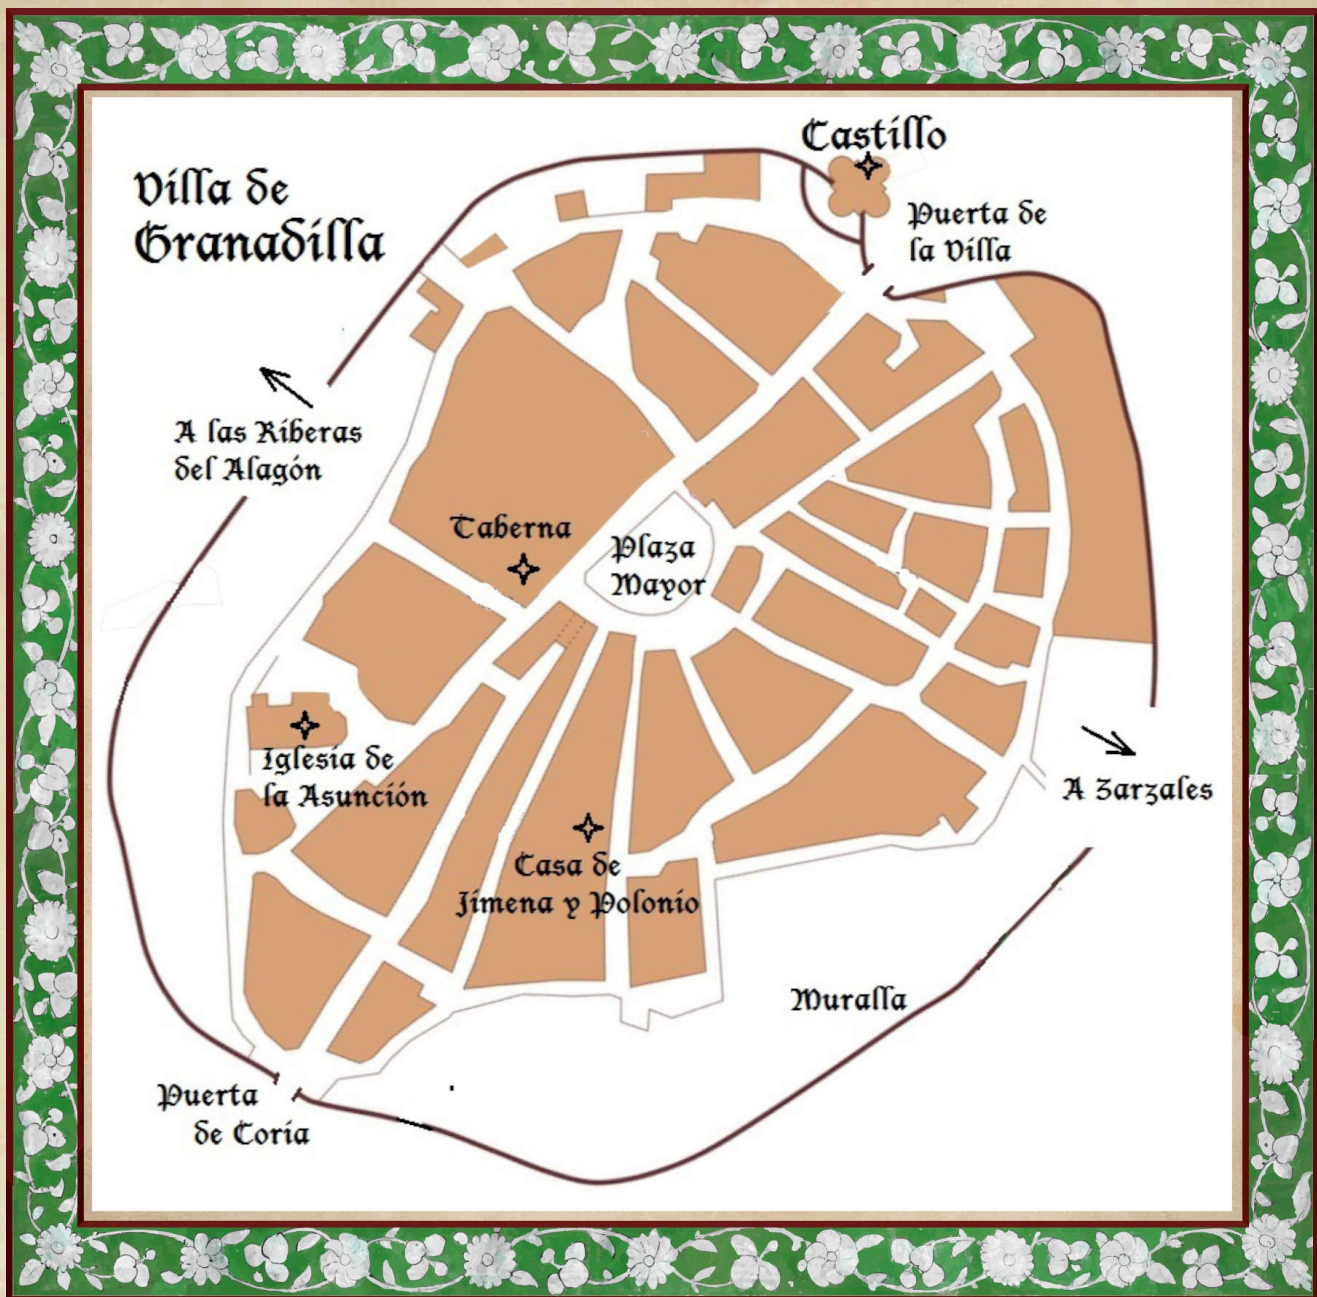 Castillo
Villa de
Granadilla
Puerta de
la Villa
A las Riberas
del Alagón
Taberna
Plaza
Mayor
Iglesia de
la Asunción
A Zarzales
Casa de
Jimena y Polonio
Muralla
Puerta
de Coria